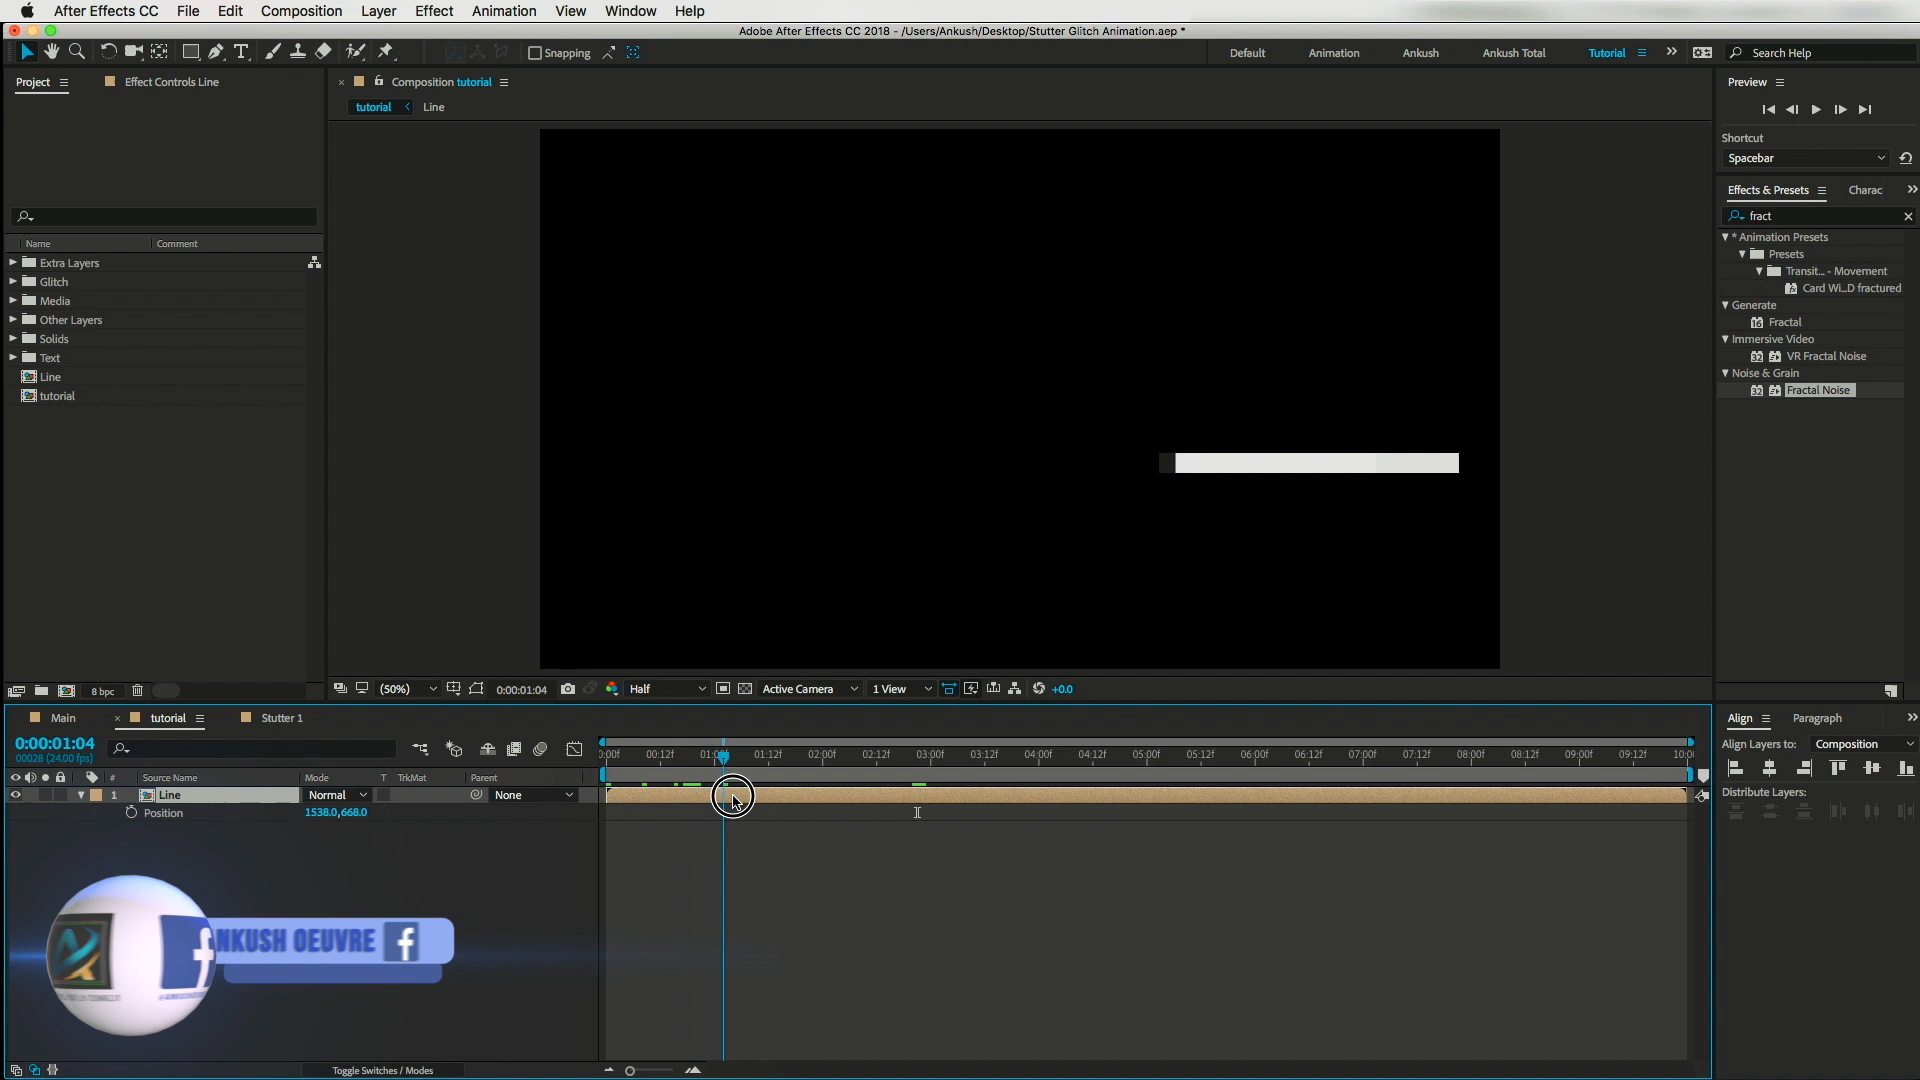 After Effects CC File Edit Composition Layer Effect Animation View Window Help
Adobe After Effects CC 2018 - /Users/Ankush/Desktop/Stutter Glitch Animation.aep *
Snapping Default Animation Ankush Ankush Total Tutorial Search Help
Project Effect Controls Line
Composition tutorial
tutorial < Line
Name Comment
Extra Layers
Glitch
Media
Other Layers
Solids
Text
Line
tutorial
8 bpc
(50%) 0:00:01:04 Half Active Camera 1 View +0.0
Preview
Shortcut
Spacebar
Effects & Presets Charac
fract
* Animation Presets
Presets
Transit... - Movement
Card Wi...D fractured
Generate
Fractal
Immersive Video
VR Fractal Noise
Noise & Grain
Fractal Noise
Main tutorial Stutter 1
0:00:01:04
00028 (24.00 fps)
00:12f 01:12f 02:00f 02:12f 03:00f 03:12f 04:00f 04:12f 05:00f 05:12f 06:00f 06:12f 07:00f 07:12f 08:00f 08:12f 09:00f 09:12f
# Source Name Mode T TrkMat Parent
1 Line Normal None
Position 1538.0,668.0
NKUSH OEUVRE f
Toggle Switches / Modes
Align Paragraph
Align Layers to: Composition
Distribute Layers: